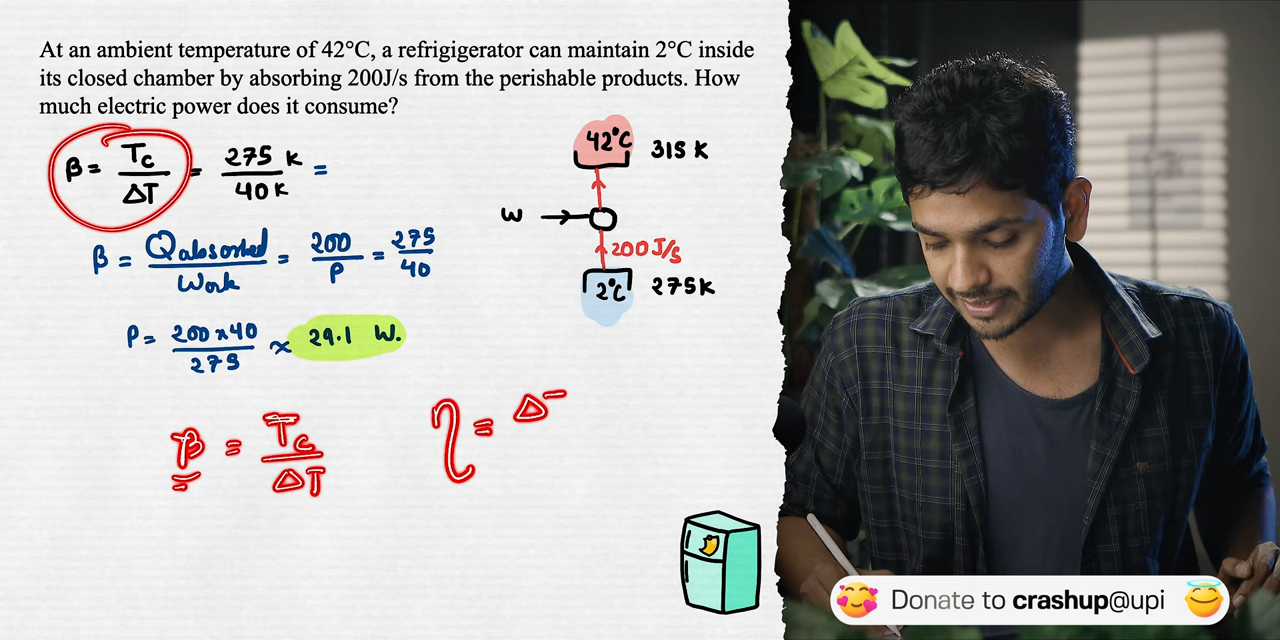 At an ambient temperature of 42°C, a refrigigerator can maintain 2°C inside
its closed chamber by absorbing 200J/s from the perishable products. How
much electric power does it consume?
β = Tc/ΔT = 275 K/40 K =
β = Qabsorbed/Work = 200/P = 275/40
P = 200×40/275 ≈ 29.1 W.
β = Tc/ΔT
η = Δ
42°C 315 K
W
200J/s
2°C 275K
Donate to crashup@upi